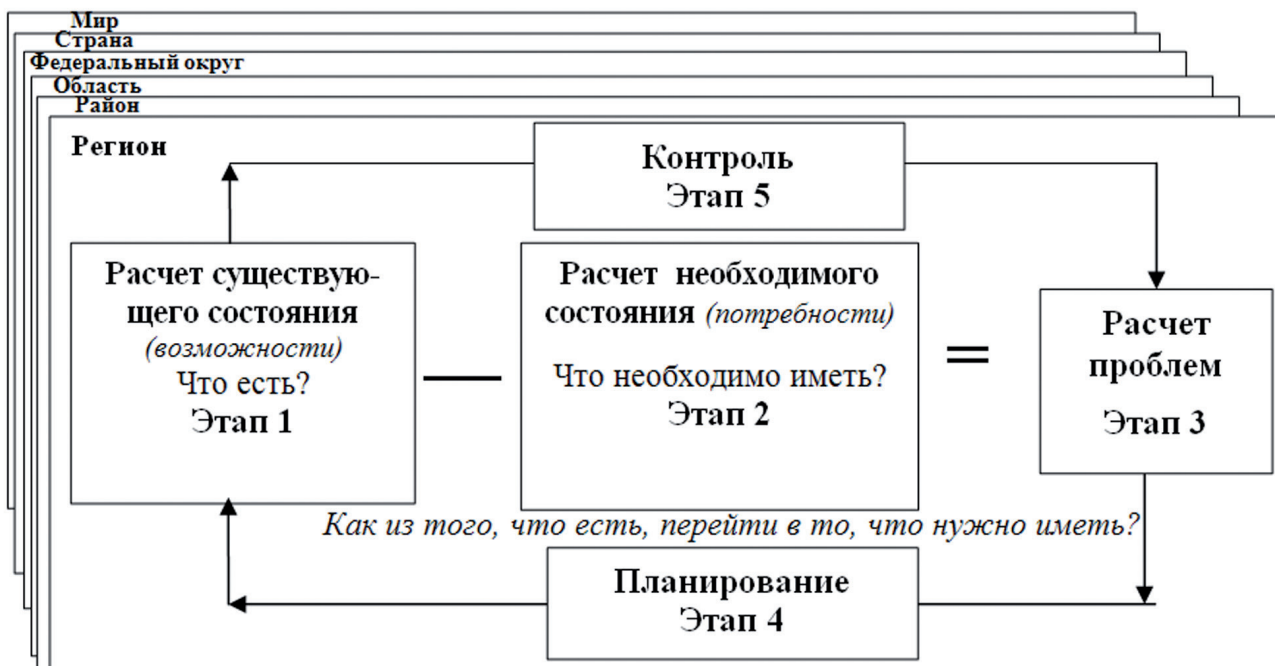 Мир
Страна
Федеральный округ
Область
Район
Регион
Контроль
Этап 5
Расчет существую-
щего состояния
(возможности)
Что есть?
Этап 1
—
Расчет необходимого
состояния (потребности)
Что необходимо иметь?
Этап 2
=
Расчет
проблем
Этап 3
Как из того, что есть, перейти в то, что нужно иметь?
Планирование
Этап 4